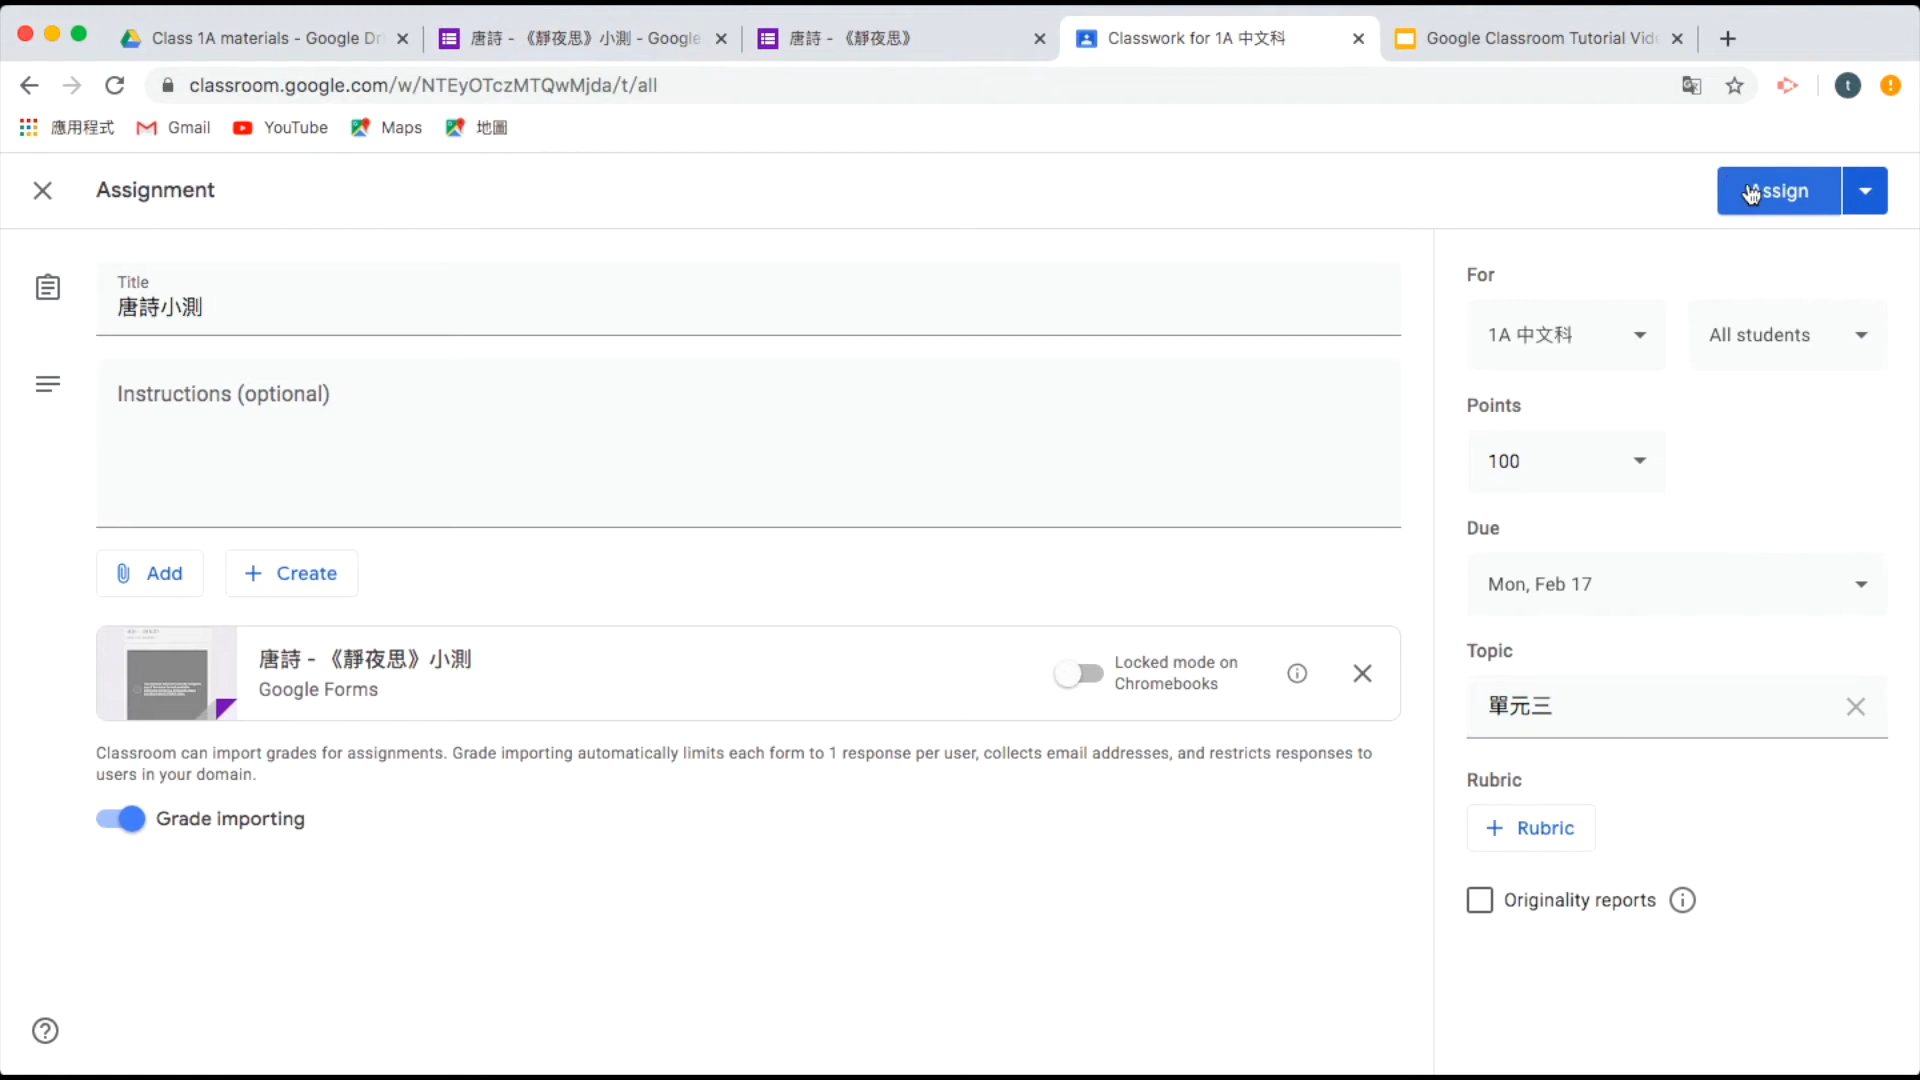 Class 1A materials - Google Dri
唐詩 - 《靜夜思》小測 - Google
唐詩 - 《靜夜思》
Classwork for 1A 中文科
Google Classroom Tutorial Vide
classroom.google.com/w/NTEyOTczMTQwMjda/t/all
t
應用程式
Gmail
YouTube
Maps
地圖
Assignment
Assign
Title
唐詩小測
Instructions (optional)
Add
Create
唐詩 - 《靜夜思》小測
Google Forms
Locked mode on
Chromebooks
Classroom can import grades for assignments. Grade importing automatically limits each form to 1 response per user, collects email addresses, and restricts responses to
users in your domain.
Grade importing
For
1A 中文科
All students
Points
100
Due
Mon, Feb 17
Topic
單元三
Rubric
Rubric
Originality reports